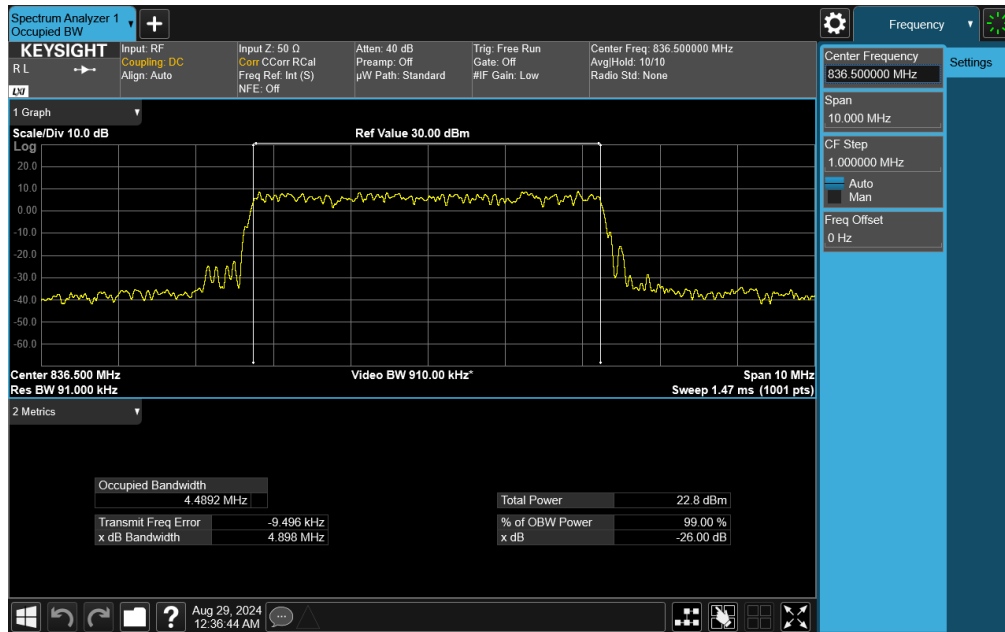 Spectrum Analyzer 1
Occupied BW
Frequency
KEYSIGHT
R L
LXI
Input: RF
Coupling: DC
Align: Auto
Input Z: 50 Ω
Corr CCorr RCal
Freq Ref: Int (S)
NFE: Off
Atten: 40 dB
Preamp: Off
µW Path: Standard
Trig: Free Run
Gate: Off
#IF Gain: Low
Center Freq: 836.500000 MHz
Avg|Hold: 10/10
Radio Std: None
Center Frequency
836.500000 MHz
Settings
Span
10.000 MHz
CF Step
1.000000 MHz
Auto
Man
Freq Offset
0 Hz
1 Graph
Scale/Div 10.0 dB
Ref Value 30.00 dBm
Log
20.0
10.0
0.00
-10.0
-20.0
-30.0
-40.0
-50.0
-60.0
Center 836.500 MHz
Video BW 910.00 kHz*
Span 10 MHz
Res BW 91.000 kHz
Sweep 1.47 ms (1001 pts)
2 Metrics
Occupied Bandwidth
4.4892 MHz
Transmit Freq Error -9.496 kHz
x dB Bandwidth 4.898 MHz
Total Power 22.8 dBm
% of OBW Power 99.00 %
x dB -26.00 dB
Aug 29, 2024
12:36:44 AM